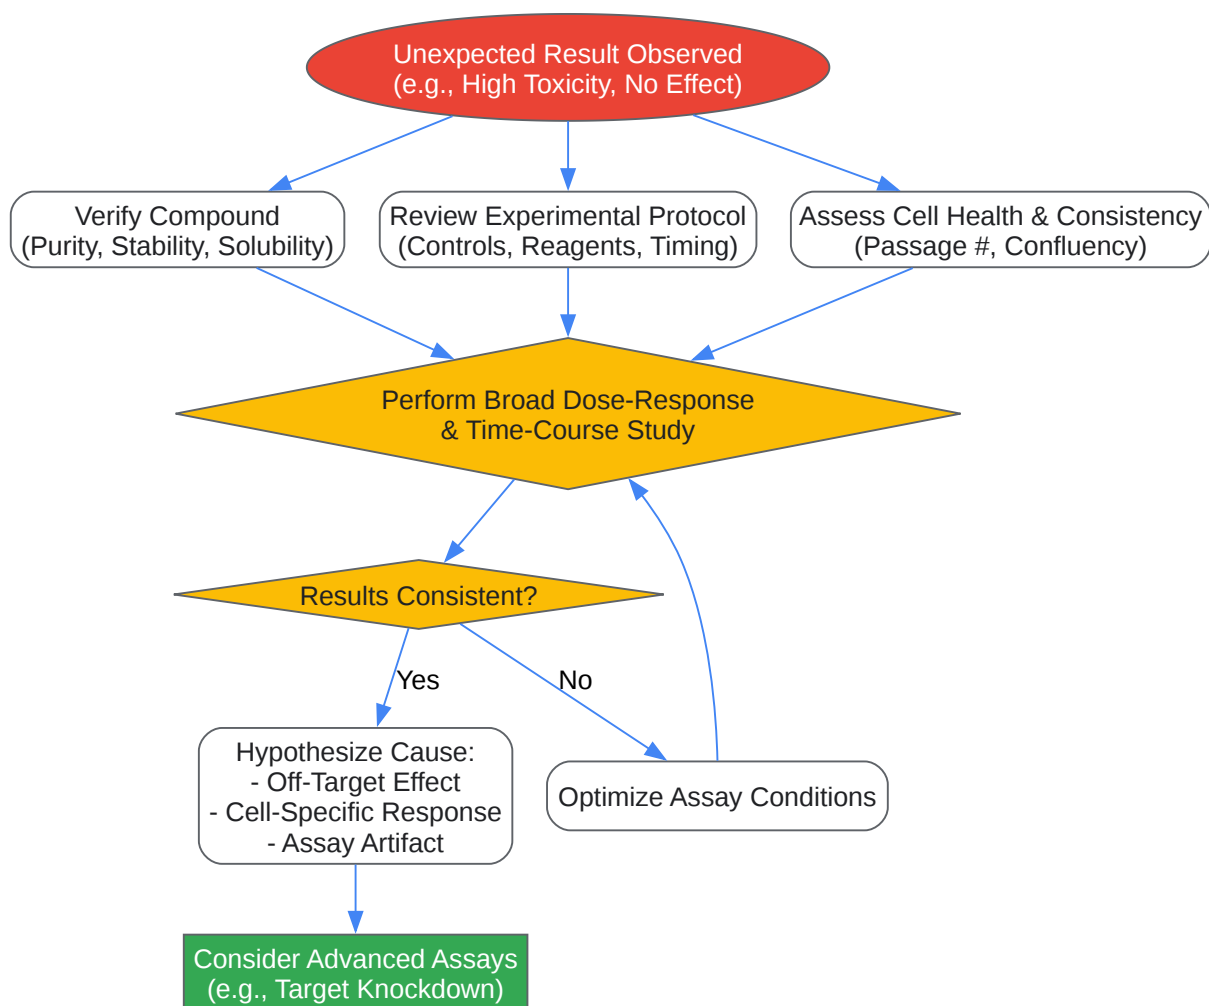 Unexpected Result Observed
(e.g., High Toxicity, No Effect)
Verify Compound
(Purity, Stability, Solubility)
Review Experimental Protocol
(Controls, Reagents, Timing)
Assess Cell Health & Consistency
(Passage #, Confluency)
Perform Broad Dose-Response
& Time-Course Study
Results Consistent?
Yes
No
Hypothesize Cause:
- Off-Target Effect
- Cell-Specific Response
- Assay Artifact
Optimize Assay Conditions
Consider Advanced Assays
(e.g., Target Knockdown)